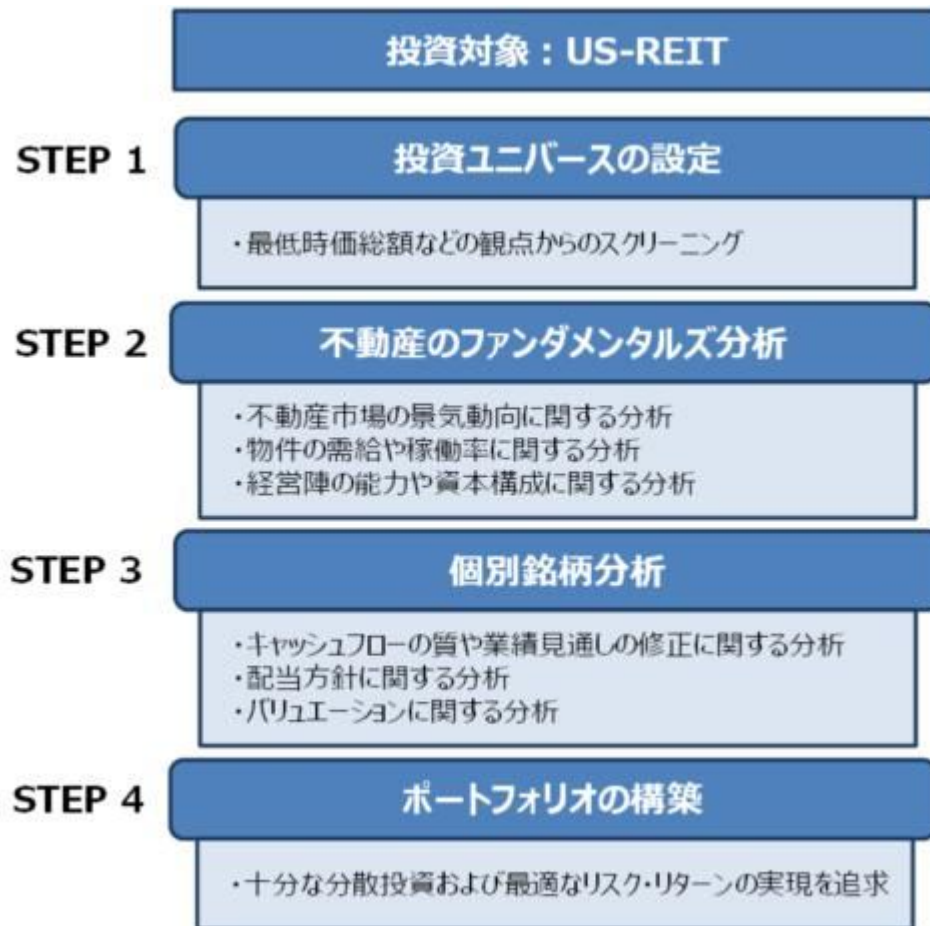 投資対象：US-REIT
STEP 1
投資ユニバースの設定
・最低時価総額などの観点からのスクリーニング
STEP 2
不動産のファンダメンタルズ分析
・不動産市場の景気動向に関する分析
・物件の需給や稼働率に関する分析
・経営陣の能力や資本構成に関する分析
STEP 3
個別銘柄分析
・キャッシュフローの質や業績見通しの修正に関する分析
・配当方針に関する分析
・バリュエーションに関する分析
STEP 4
ポートフォリオの構築
・十分な分散投資および最適なリスク・リターンの実現を追求